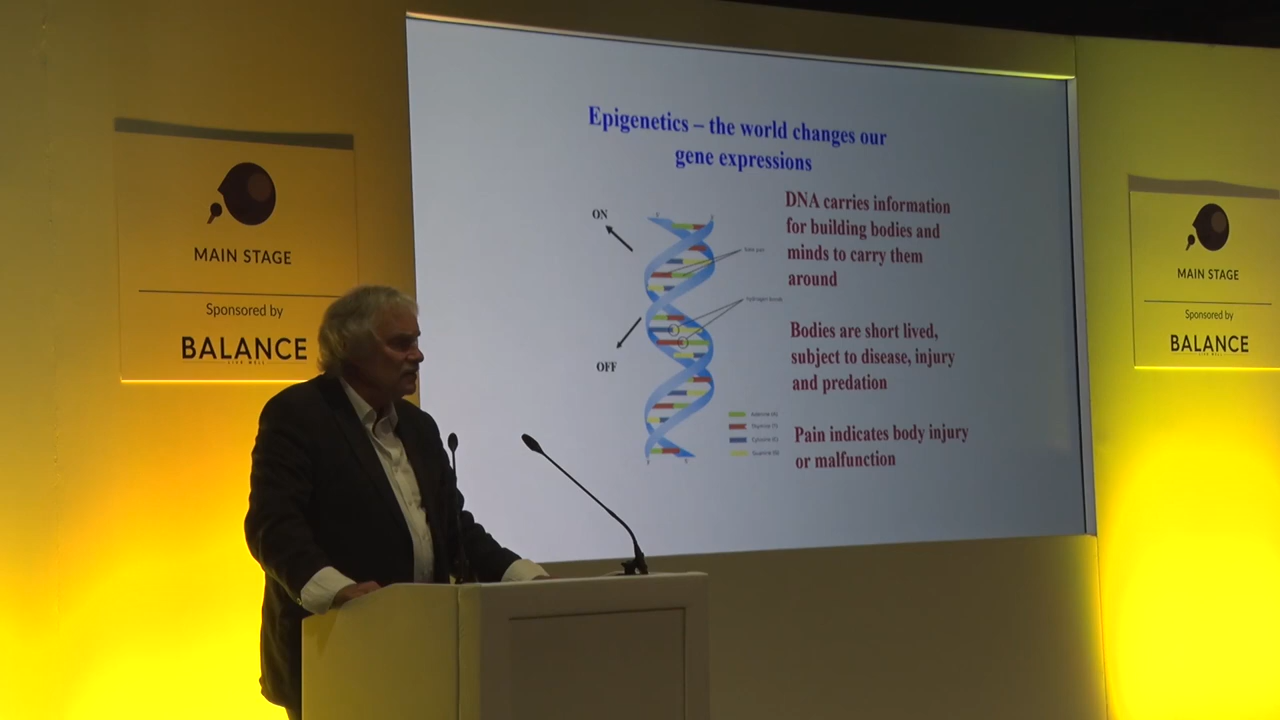 MAIN STAGE
Sponsored by
BALANCE
LIVE WELL
Epigenetics – the world changes our
gene expressions
ON
OFF
DNA carries information
for building bodies and
minds to carry them
around
Bodies are short lived,
subject to disease, injury
and predation
Pain indicates body injury
or malfunction
MAIN STAGE
Sponsored by
BALANCE